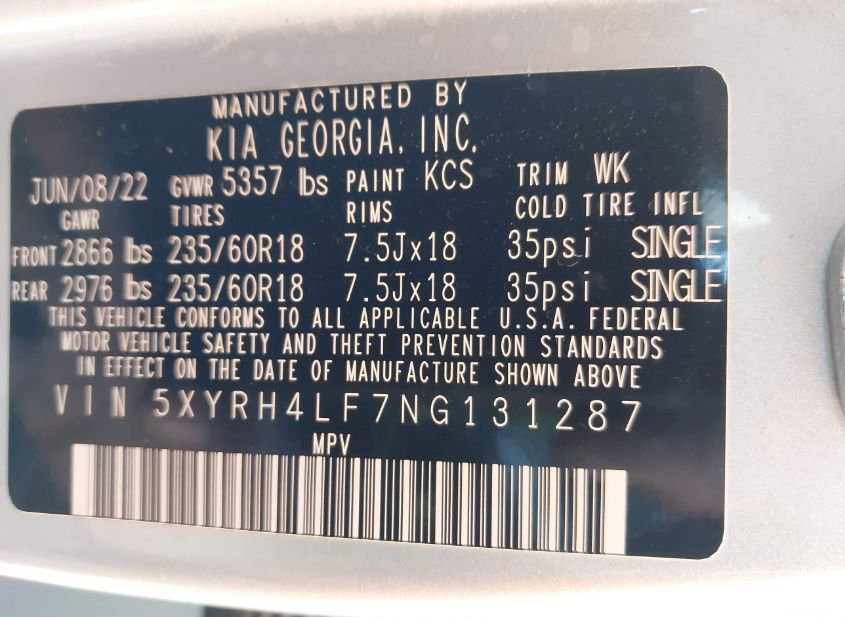 MANUFACTURED BY
KIA GEORGIA, INC.
JUN/08/22 GVWR 5357 lbs PAINT KCS TRIM WK
GAWR TIRES RIMS COLD TIRE INFL
FRONT 2866 lbs 235/60R18 7.5Jx18 35psi SINGLE
REAR 2976 lbs 235/60R18 7.5Jx18 35psi SINGLE
THIS VEHICLE CONFORMS TO ALL APPLICABLE U.S.A. FEDERAL
MOTOR VEHICLE SAFETY AND THEFT PREVENTION STANDARDS
IN EFFECT ON THE DATE OF MANUFACTURE SHOWN ABOVE
VIN 5XYRH4LF7NG131287
MPV